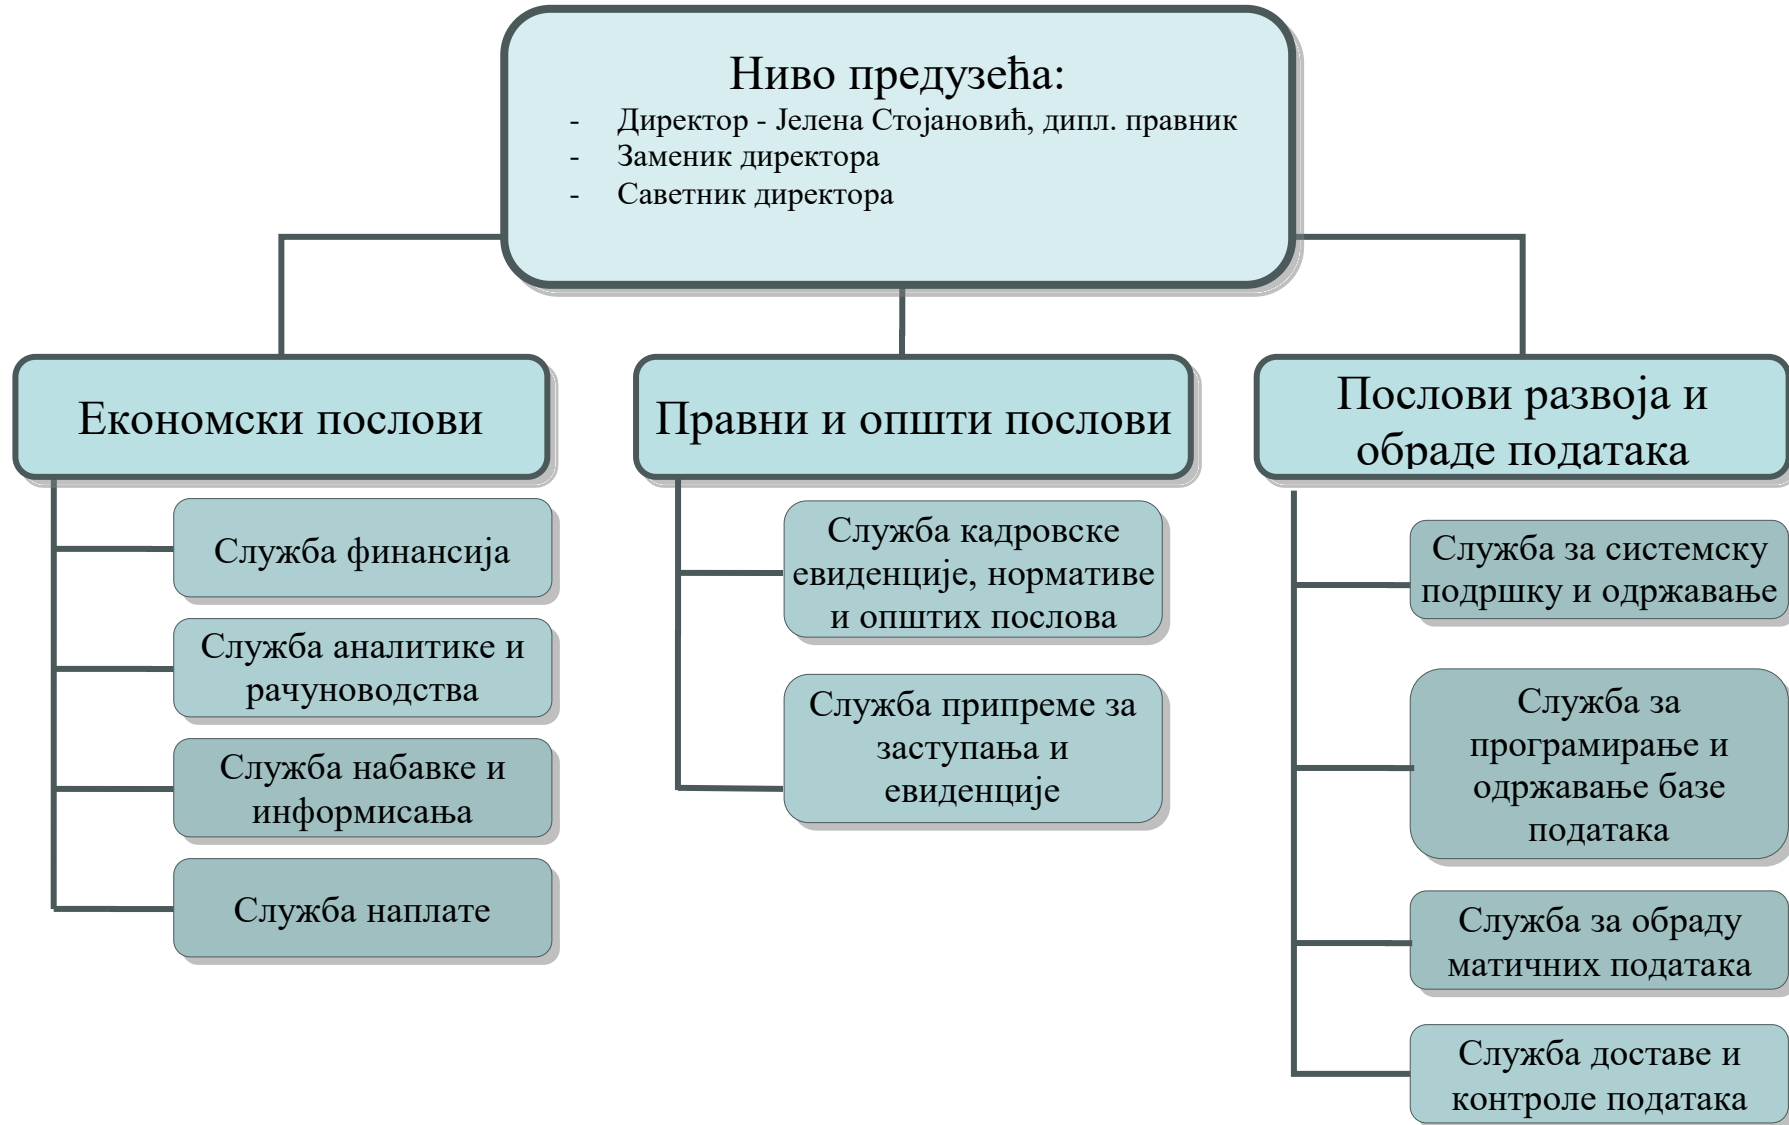 Ниво предузећа:
- Директор - Јелена Стојановић, дипл. правник
- Заменик директора
- Саветник директора
Економски послови
Служба финансија
Служба аналитике и
рачуноводства
Служба набавке и
информисања
Служба наплате
Правни и општи послови
Служба кадровске
евиденције, нормативе
и општих послова
Служба припреме за
заступања и
евиденције
Послови развоја и
обраде података
Служба за системску
подршку и одржавање
Служба за
програмирање и
одржавање базе
података
Служба за обраду
матичних података
Служба доставе и
контроле података